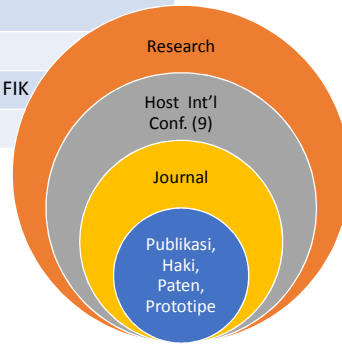 Research
FIK
Host Int'l
Conf. (9)
Journal
Publikasi,
Haki,
Paten,
Prototipe